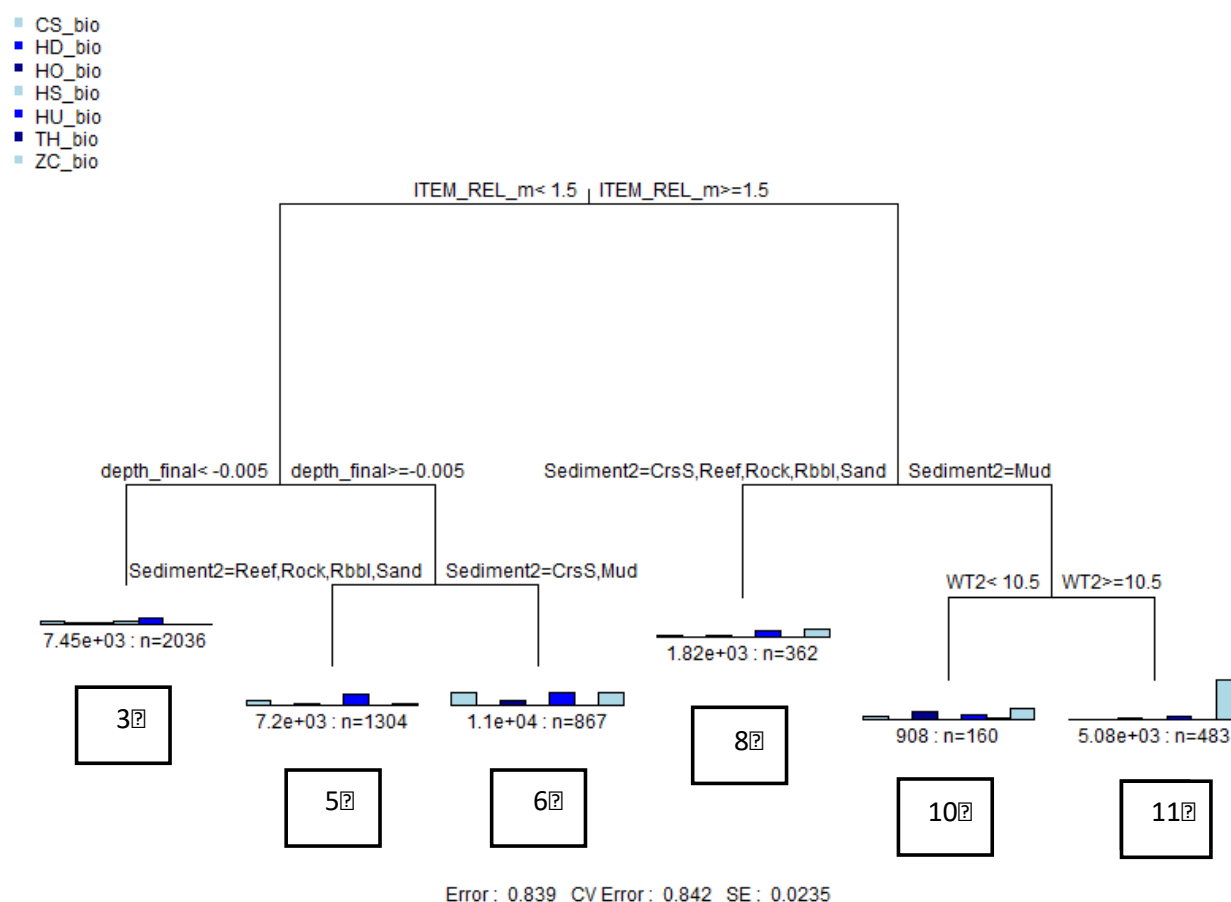 CS_bio
HD_bio
HO_bio
HS_bio
HU_bio
TH_bio
ZC_bio
ITEM_REL_m< 1.5 ITEM_REL_m>=1.5
depth_final< -0.005 depth_final>=-0.005
Sediment2=CrsS,Reef,Rock,Rbbl,Sand Sediment2=Mud
Sediment2=Reef,Rock,Rbbl,Sand Sediment2=CrsS,Mud
WT2< 10.5 WT2>=10.5
7.45e+03 : n=2036
1.82e+03 : n=362
7.2e+03 : n=1304
1.1e+04 : n=867
908 : n=160
5.08e+03 : n=483
3⍰
8⍰
5⍰
6⍰
10⍰
11⍰
Error : 0.839 CV Error : 0.842 SE : 0.0235